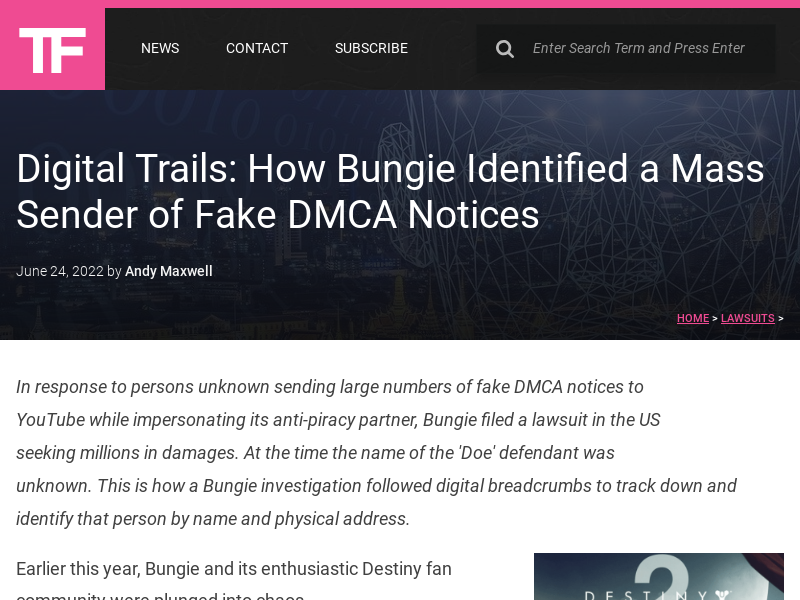 TF
NEWS
CONTACT
SUBSCRIBE
Enter Search Term and Press Enter
Digital Trails: How Bungie Identified a Mass
Sender of Fake DMCA Notices
June 24, 2022 by Andy Maxwell
HOME > LAWSUITS >
In response to persons unknown sending large numbers of fake DMCA notices to
YouTube while impersonating its anti-piracy partner, Bungie filed a lawsuit in the US
seeking millions in damages. At the time the name of the 'Doe' defendant was
unknown. This is how a Bungie investigation followed digital breadcrumbs to track down and
identify that person by name and physical address.
Earlier this year, Bungie and its enthusiastic Destiny fan
community were plunged into chaos.
2
DESTINY